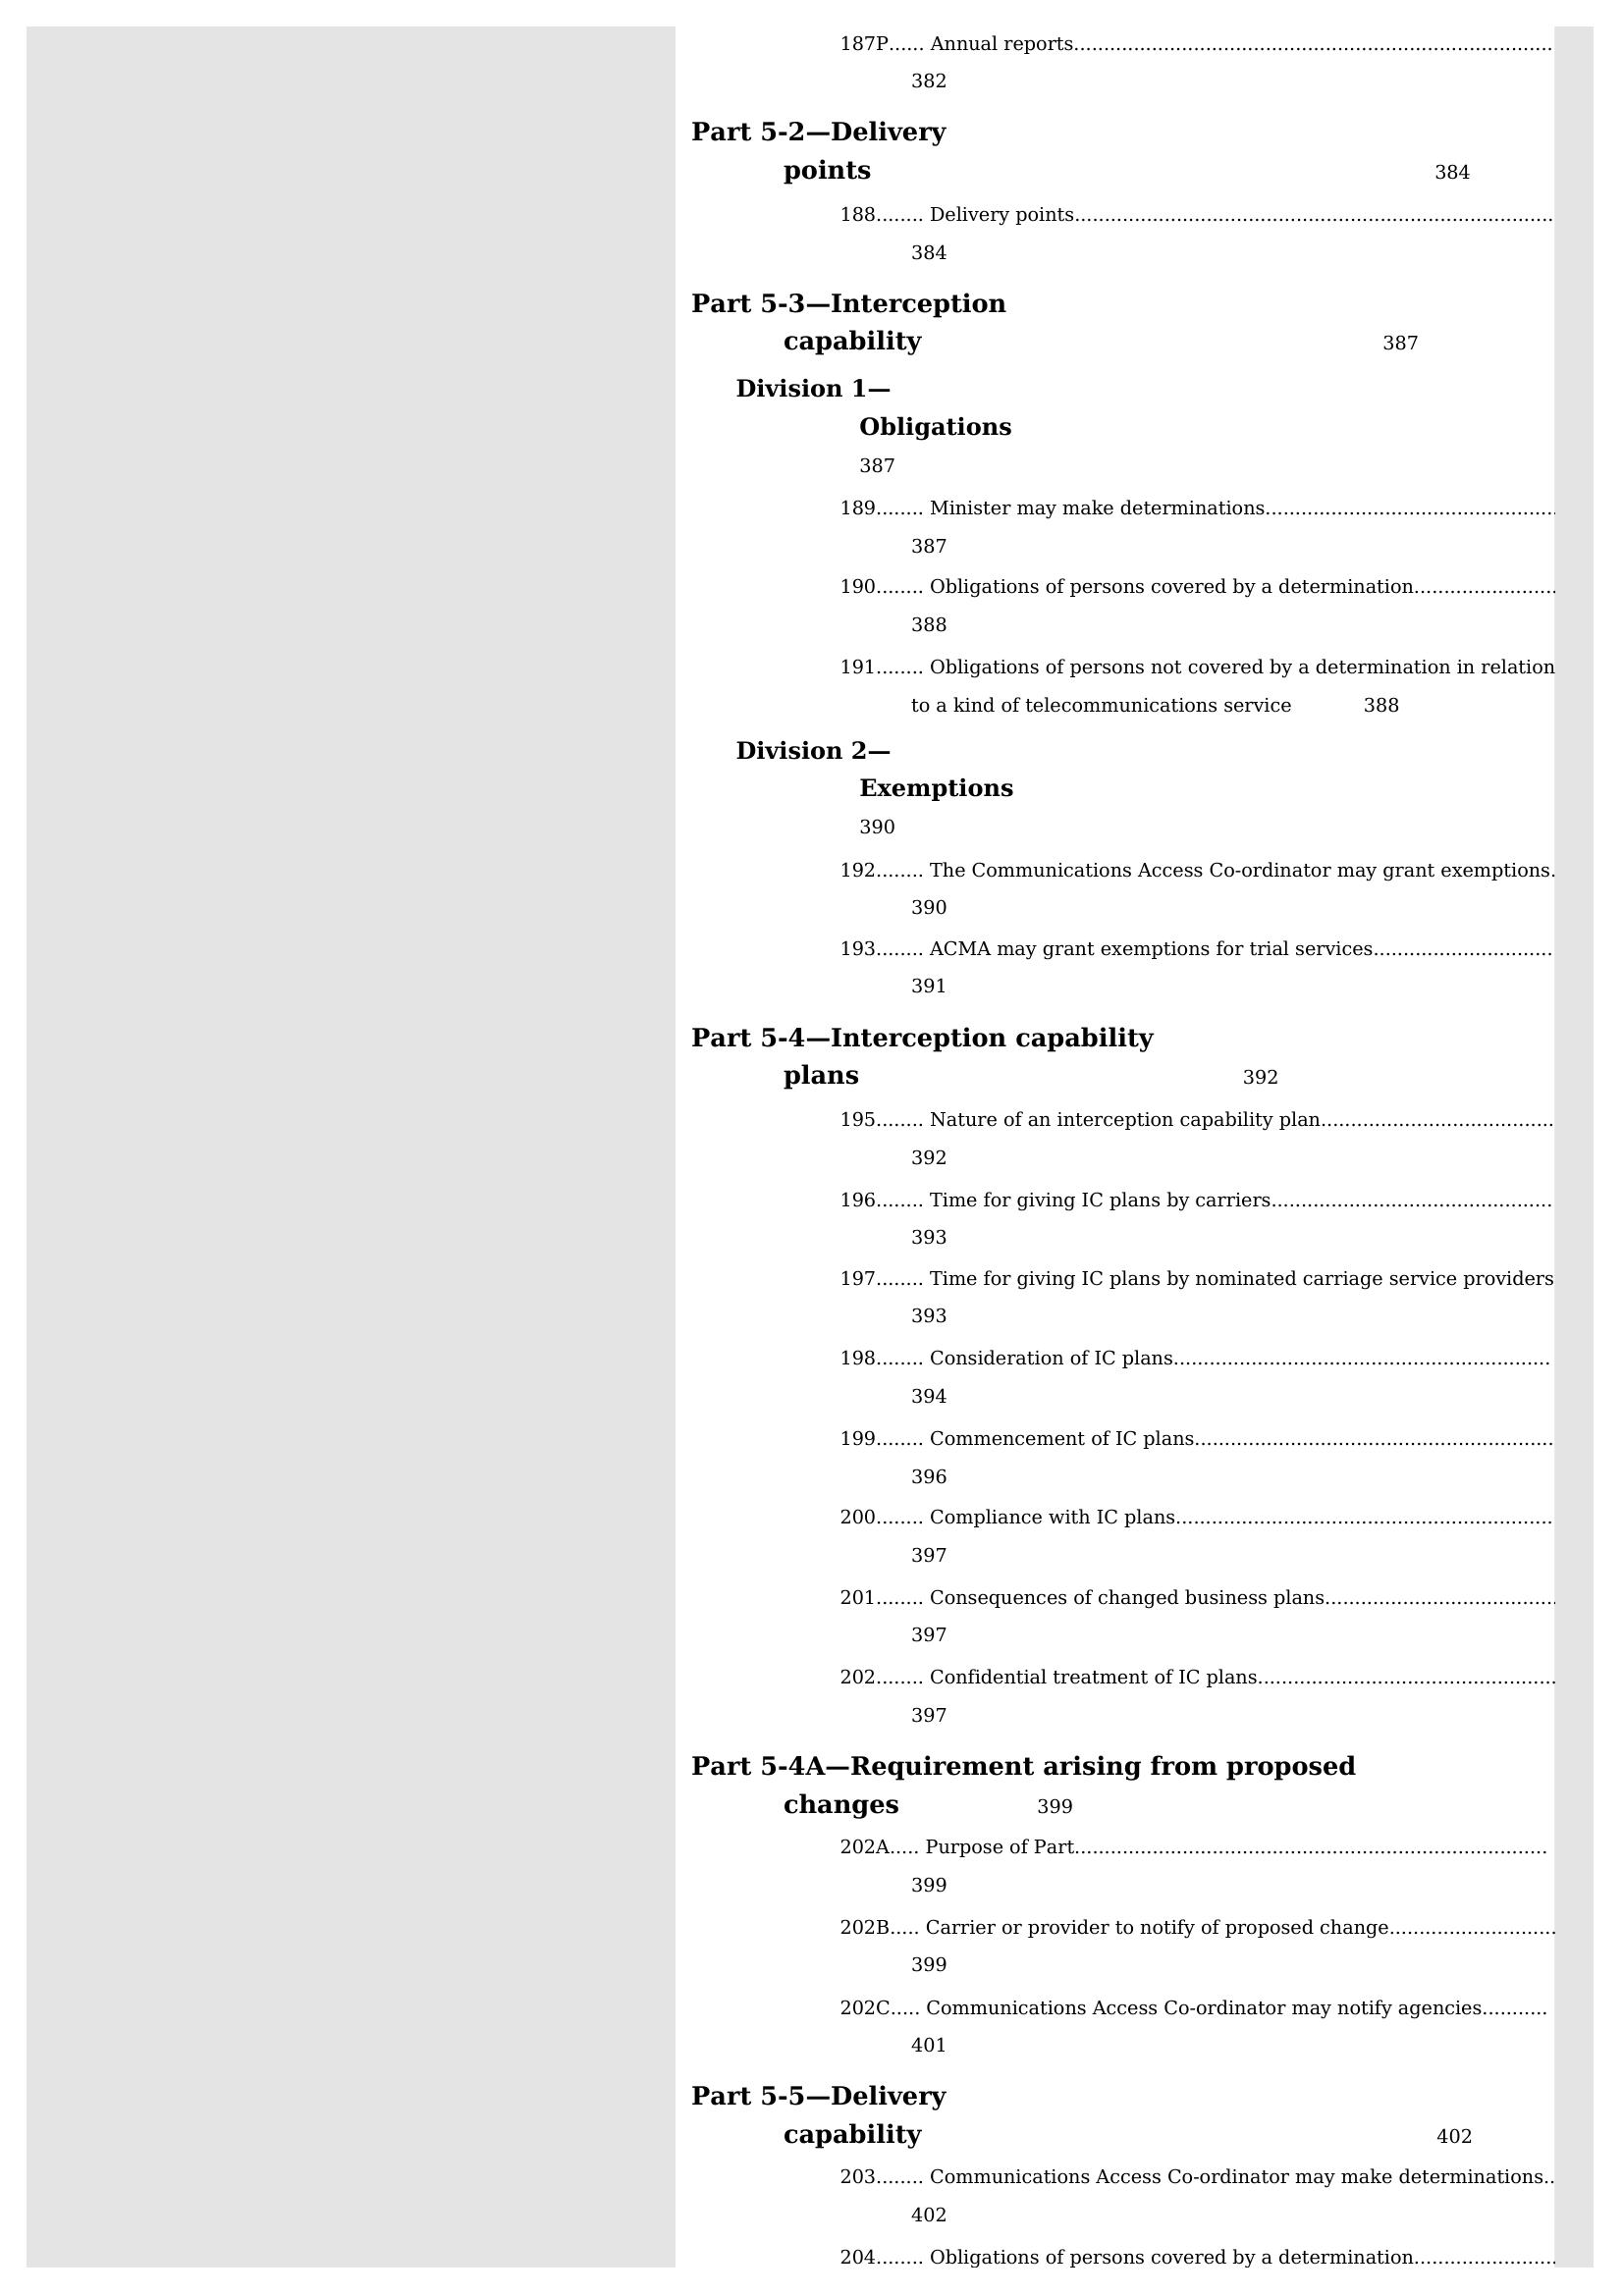 187P...... Annual reports................................................................................
382
Part 5-2—Delivery
points 384
188........ Delivery points................................................................................
384
Part 5-3—Interception
capability 387
Division 1—
Obligations
387
189........ Minister may make determinations................................................
387
190........ Obligations of persons covered by a determination........................
388
191........ Obligations of persons not covered by a determination in relation
to a kind of telecommunications service 388
Division 2—
Exemptions
390
192........ The Communications Access Co-ordinator may grant exemptions.
390
193........ ACMA may grant exemptions for trial services..............................
391
Part 5-4—Interception capability
plans 392
195........ Nature of an interception capability plan.......................................
392
196........ Time for giving IC plans by carriers...............................................
393
197........ Time for giving IC plans by nominated carriage service providers
393
198........ Consideration of IC plans...............................................................
394
199........ Commencement of IC plans............................................................
396
200........ Compliance with IC plans...............................................................
397
201........ Consequences of changed business plans.......................................
397
202........ Confidential treatment of IC plans..................................................
397
Part 5-4A—Requirement arising from proposed
changes 399
202A..... Purpose of Part...............................................................................
399
202B..... Carrier or provider to notify of proposed change............................
399
202C..... Communications Access Co-ordinator may notify agencies...........
401
Part 5-5—Delivery
capability 402
203........ Communications Access Co-ordinator may make determinations..
402
204........ Obligations of persons covered by a determination........................